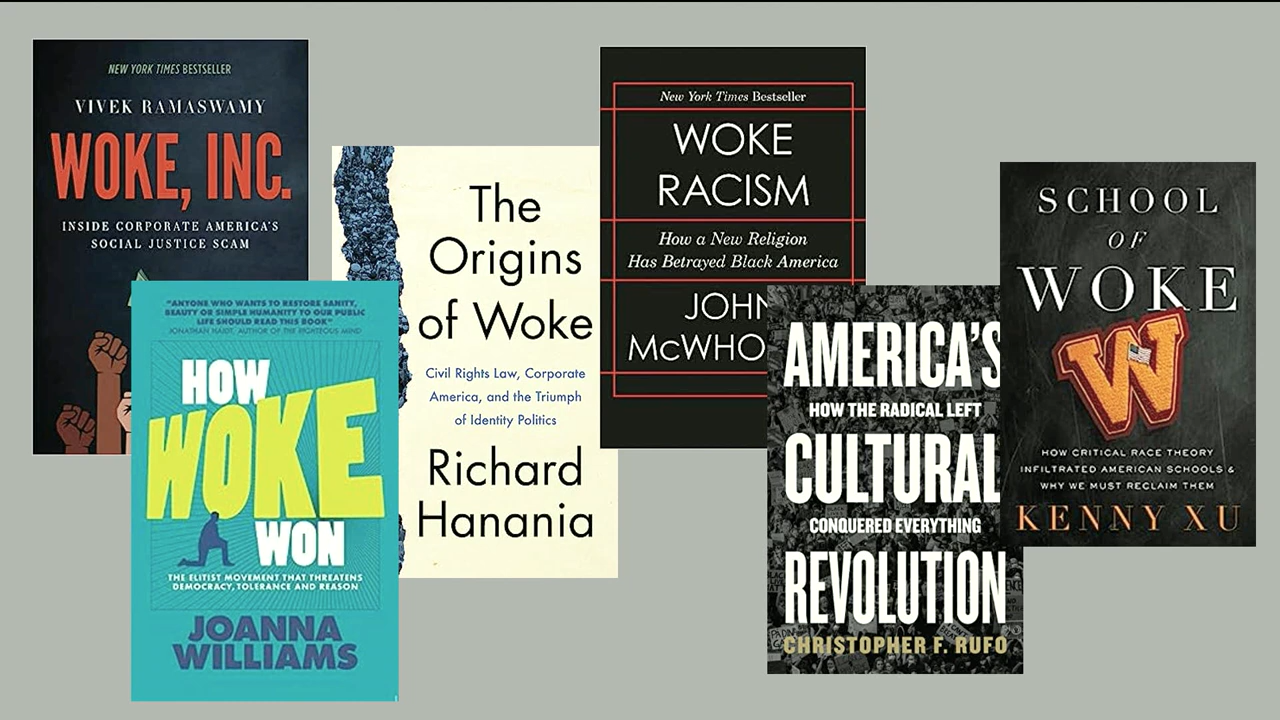 NEW YORK TIMES BESTSELLER
VIVEK RAMASWAMY
WOKE, INC.
INSIDE CORPORATE AMERICA'S
SOCIAL JUSTICE SCAM
"ANYONE WHO WANTS TO RESTORE SANITY,
BEAUTY OR SIMPLE HUMANITY TO OUR PUBLIC
LIFE SHOULD READ THIS BOOK"
JONATHAN HAIDT, AUTHOR OF THE RIGHTEOUS MIND
HOW
WOKE
WON
THE ELITIST MOVEMENT THAT THREATENS
DEMOCRACY, TOLERANCE AND REASON
JOANNA
WILLIAMS
The
Origins
of Woke
Civil Rights Law, Corporate
America, and the Triumph
of Identity Politics
Richard
Hanania
New York Times Bestseller
WOKE
RACISM
How a New Religion
Has Betrayed Black America
JOHN
McWHO
AMERICA'S
HOW THE RADICAL LEFT
CULTURAL
CONQUERED EVERYTHING
REVOLUTION
CHRISTOPHER F. RUFO
SCHOOL
OF
WOKE
W
HOW CRITICAL RACE THEORY
INFILTRATED AMERICAN SCHOOLS &
WHY WE MUST RECLAIM THEM
KENNY XU